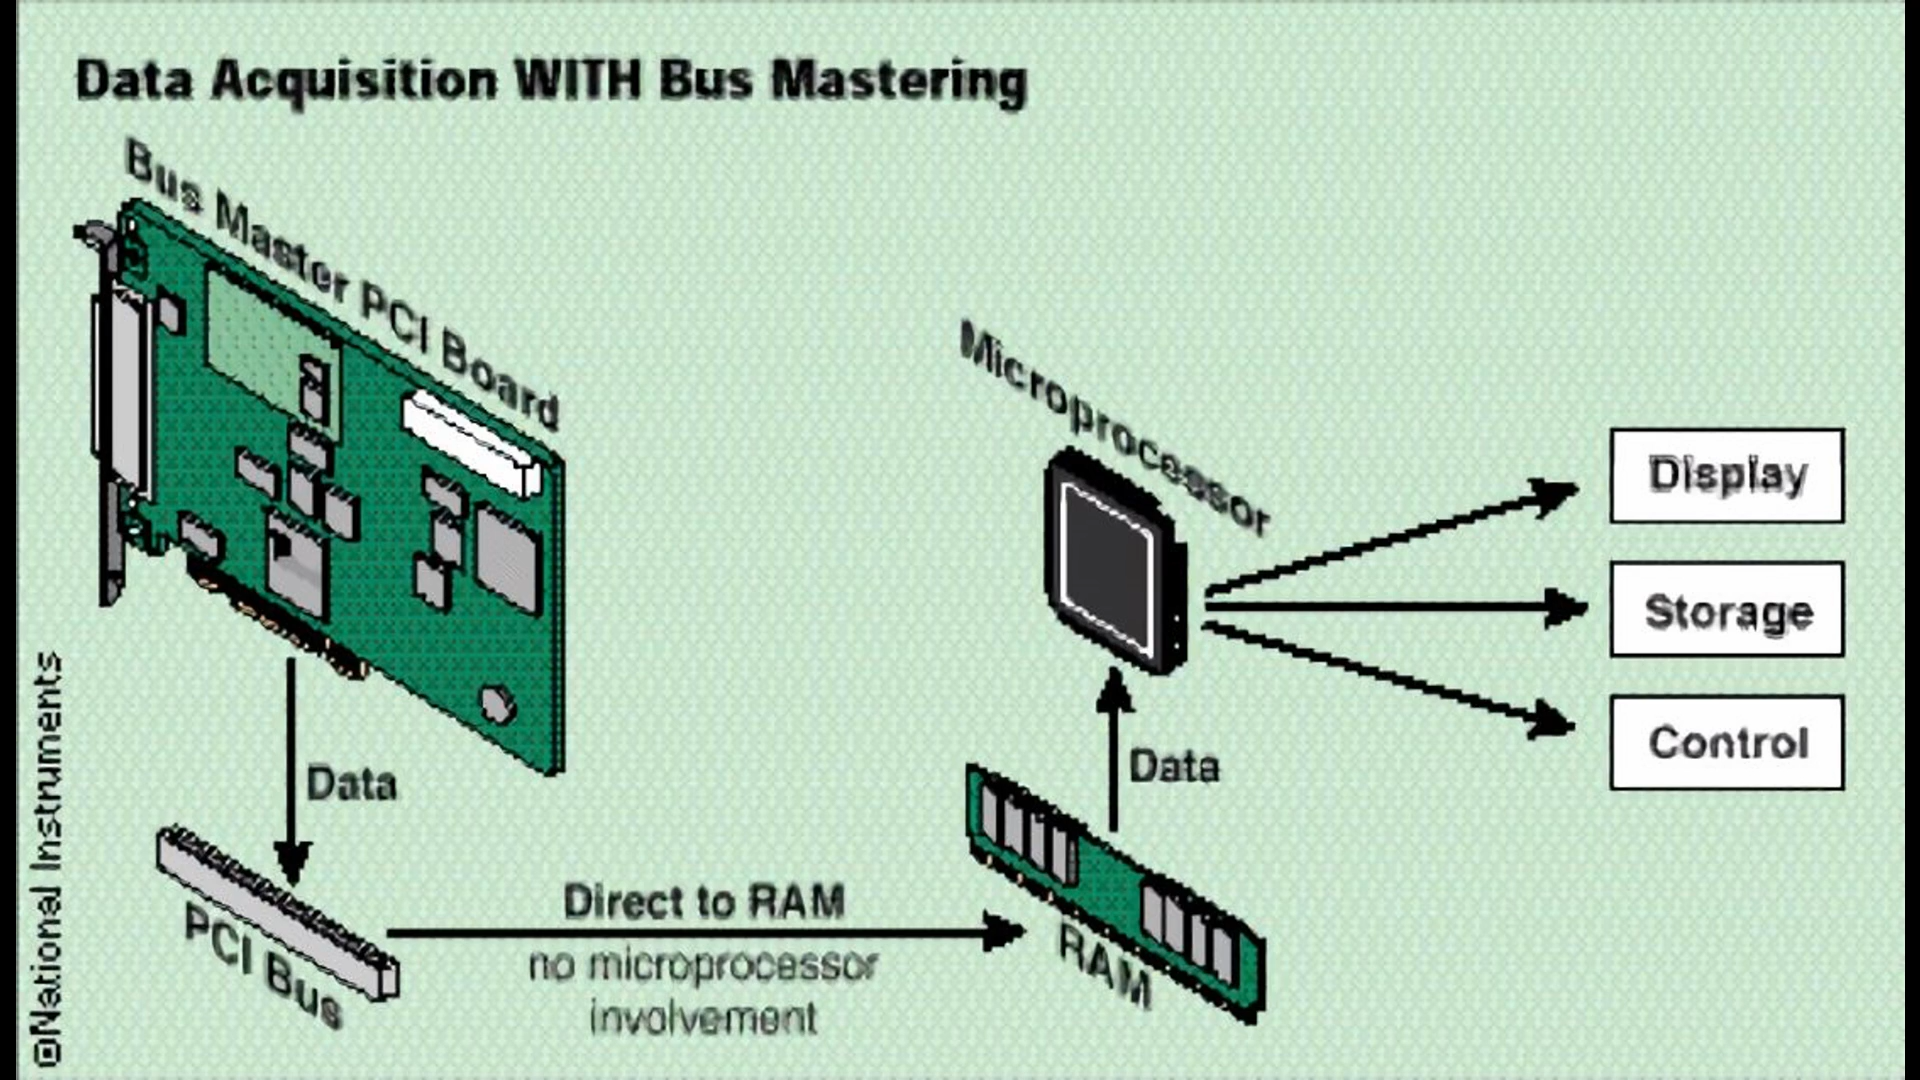 Data Acquisition WITH Bus Mastering
Bus Master PCI Board
Microprocessor
Display
Storage
Control
Data
Data
PCI Bus
Direct to RAM
no microprocessor
involvement
RAM
©National Instruments